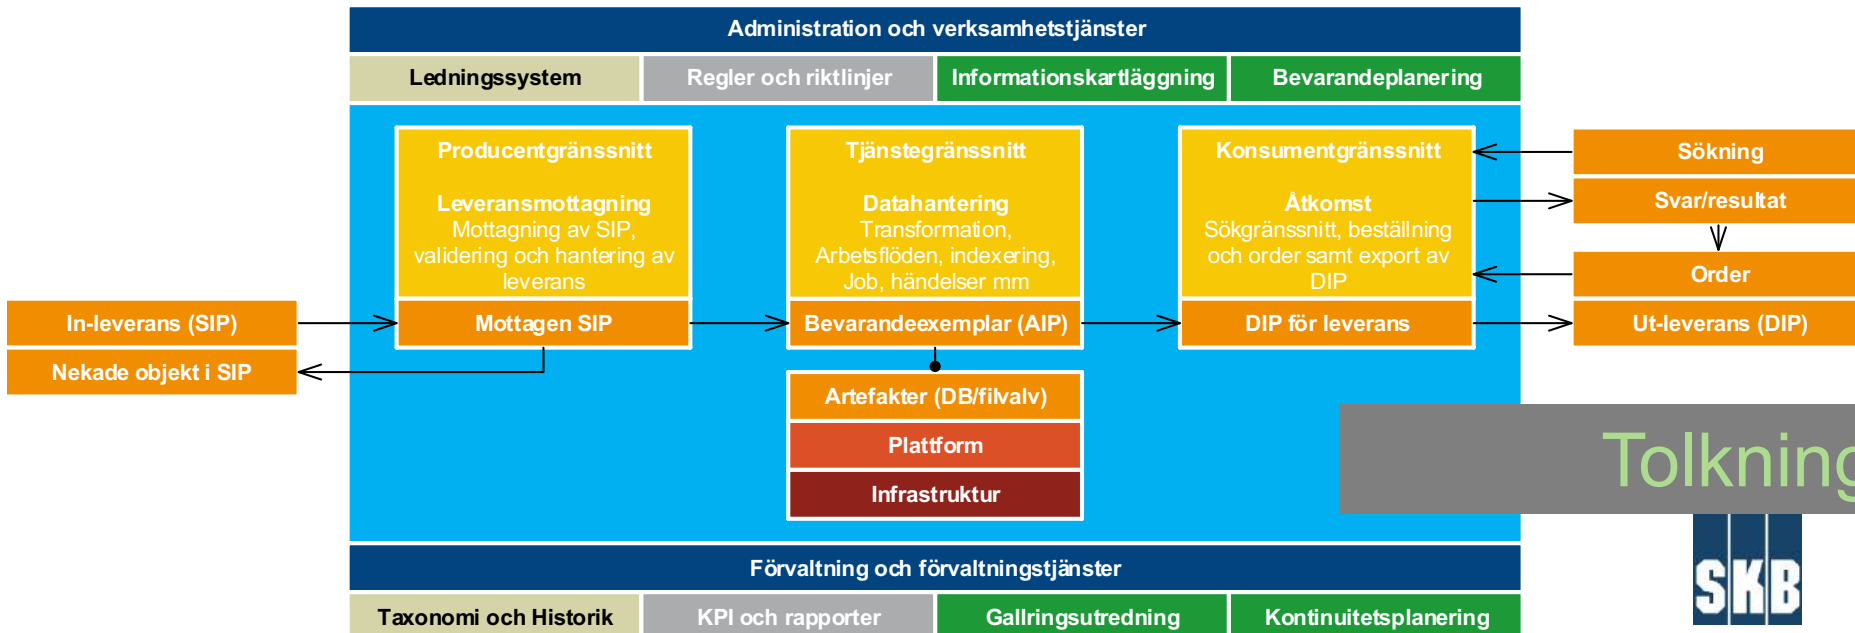 Administration och verksamhetstjänster
Ledningssystem
Regler och riktlinjer
Informationskartläggning
Bevarandeplanering
Producentgränssnitt
Leveransmottagning
Mottagning av SIP,
validering och hantering av
leverans
Mottagen SIP
Tjänstegränssnitt
Datahantering
Transformation,
Arbetsflöden, indexering,
Job, händelser mm
Bevarandeexemplar (AIP)
Konsumentgränssnitt
Åtkomst
Sökgränssnitt, beställning
och order samt export av
DIP
DIP för leverans
Sökning
Svar/resultat
Order
Ut-leverans (DIP)
In-leverans (SIP)
Nekade objekt i SIP
Artefakter (DB/filvalv)
Plattform
Infrastruktur
Tolkning
SKB
Förvaltning och förvaltningstjänster
Taxonomi och Historik
KPI och rapporter
Gallringsutredning
Kontinuitetsplanering